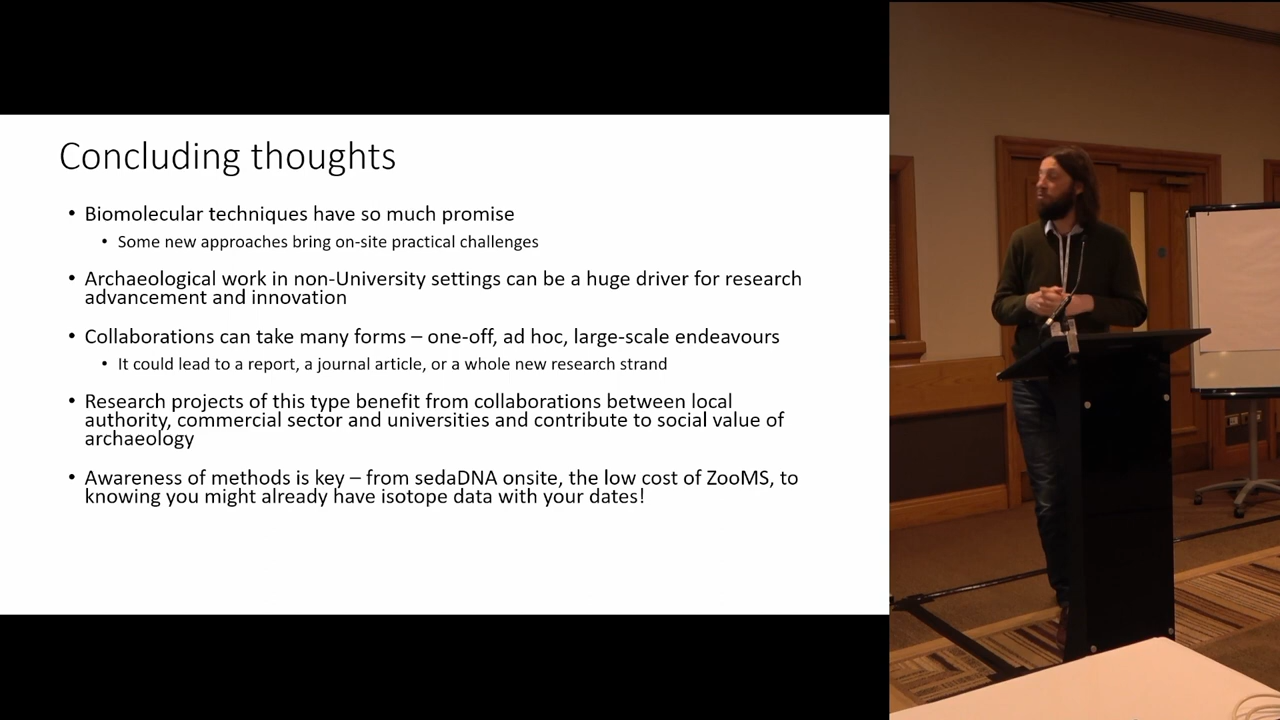 Concluding thoughts
• Biomolecular techniques have so much promise
• Some new approaches bring on-site practical challenges
• Archaeological work in non-University settings can be a huge driver for research
advancement and innovation
• Collaborations can take many forms – one-off, ad hoc, large-scale endeavours
• It could lead to a report, a journal article, or a whole new research strand
• Research projects of this type benefit from collaborations between local
authority, commercial sector and universities and contribute to social value of
archaeology
• Awareness of methods is key – from sedaDNA onsite, the low cost of ZooMS, to
knowing you might already have isotope data with your dates!